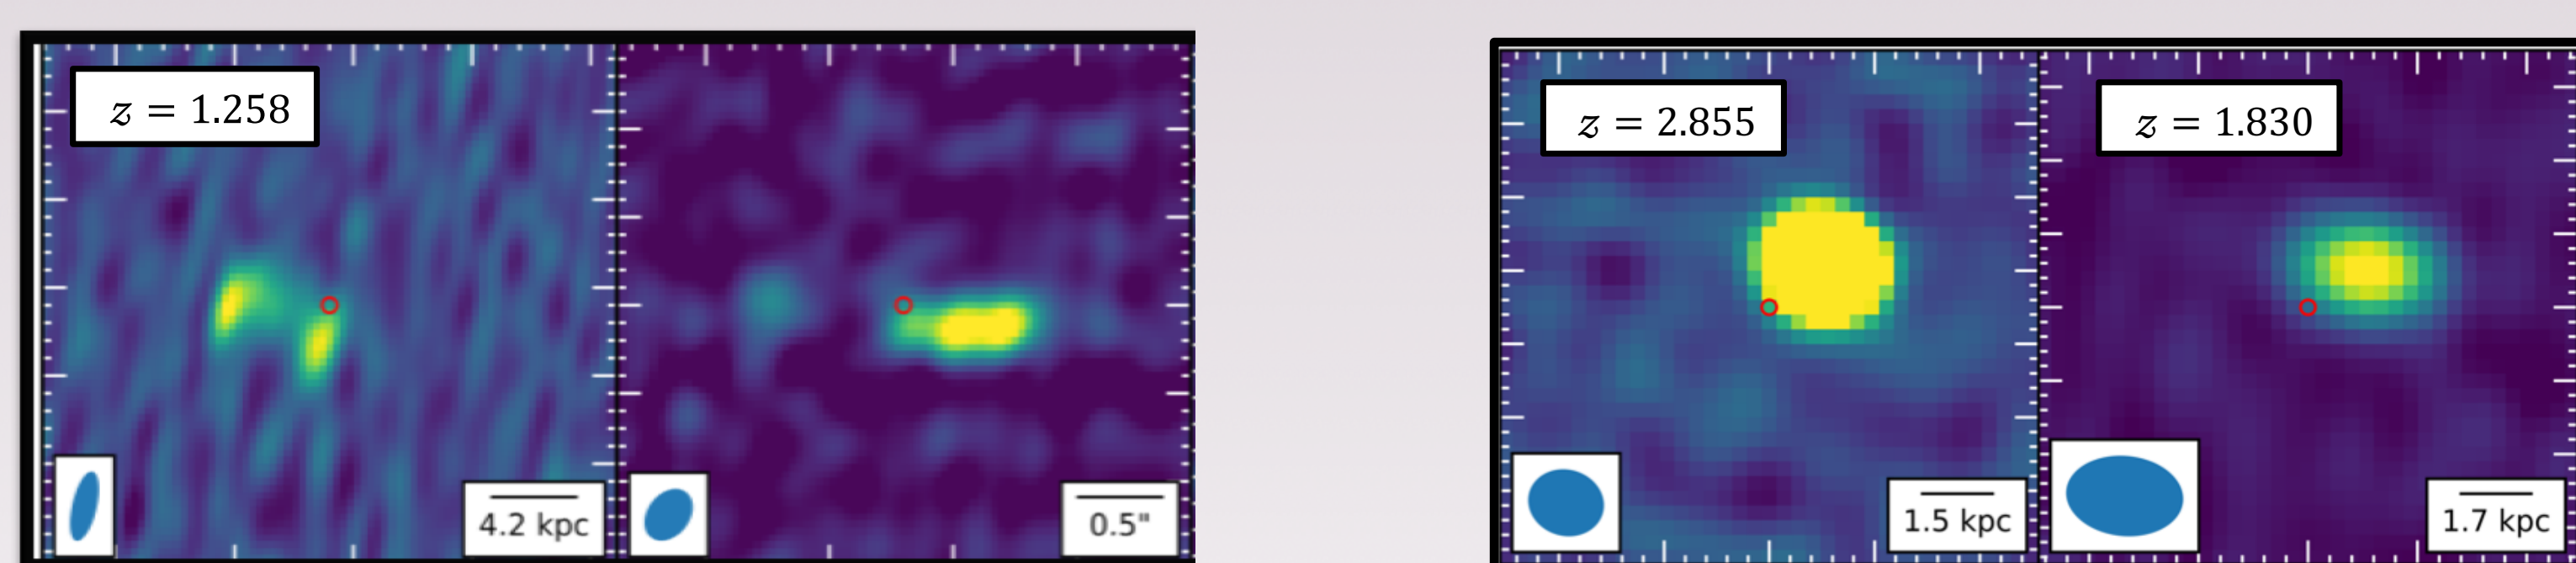 z = 1.258
4.2 kpc
0.5"
z = 2.855
1.5 kpc
z = 1.830
1.7 kpc